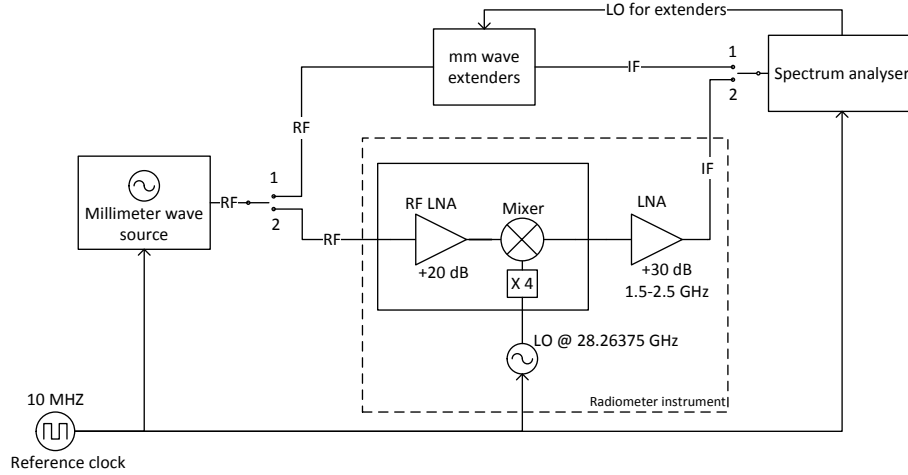 LO for extenders
mm wave
extenders
IF
1
2
Spectrum analyser
RF
IF
Millimeter wave
source
RF
1
2
RF
RF LNA
+20 dB
Mixer
X 4
LNA
+30 dB
1.5-2.5 GHz
LO @ 28.26375 GHz
Radiometer instrument
10 MHZ
Reference clock